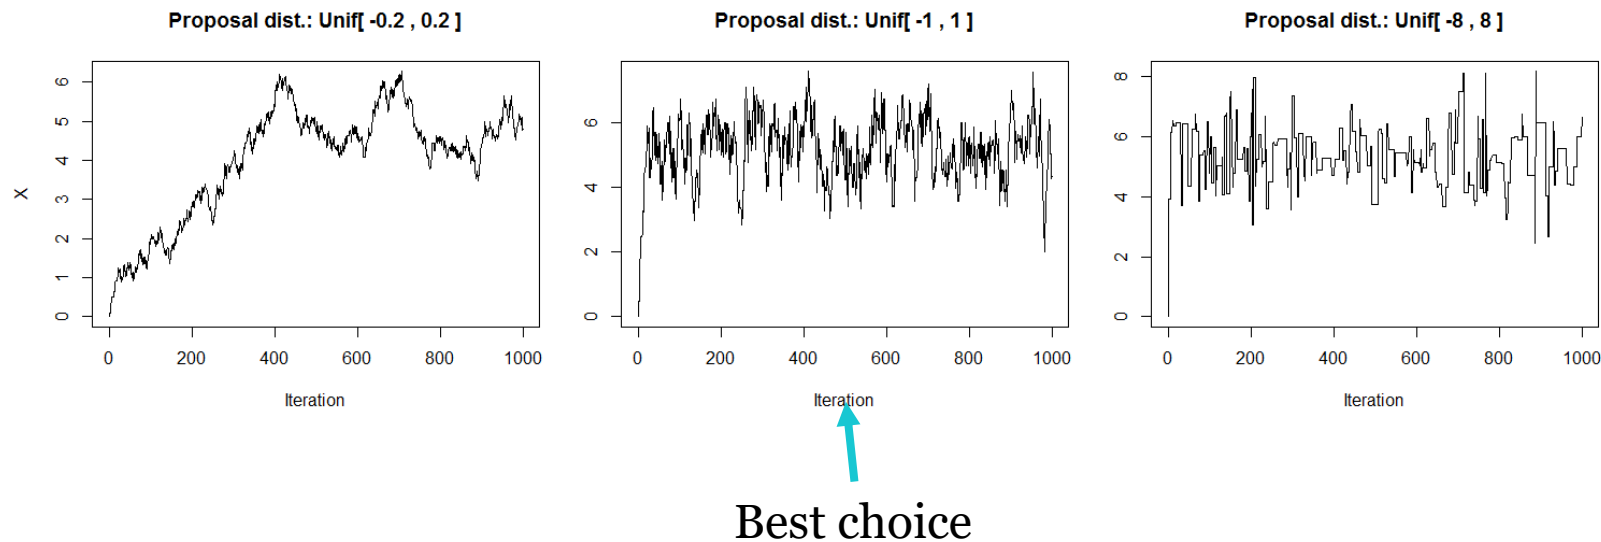 Proposal dist.: Unif[ -0.2 , 0.2 ]
X
6
5
4
3
2
1
0
0 200 400 600 800 1000
Iteration
Proposal dist.: Unif[ -1 , 1 ]
6
4
2
0
0 200 400 600 800 1000
Iteration
Proposal dist.: Unif[ -8 , 8 ]
8
6
4
2
0
0 200 400 600 800 1000
Iteration
Best choice